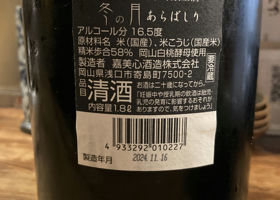 冬の月 あらばしり
アルコール分 16.5度
原材料名 米(国産)、米こうじ(国産米)
精米歩合58% 岡山白桃酵母使用
製造者 嘉美心酒造株式会社
岡山県浅口市寄島町7500-2
要冷蔵
品目 清酒 1.8ℓ
お酒は二十歳になってから。
「妊娠中や授乳期の飲酒は胎児・
乳児の発育に影響するおそれが
ありますので、気をつけましょう」
4 933292 010227
製造年月 2024.11.16